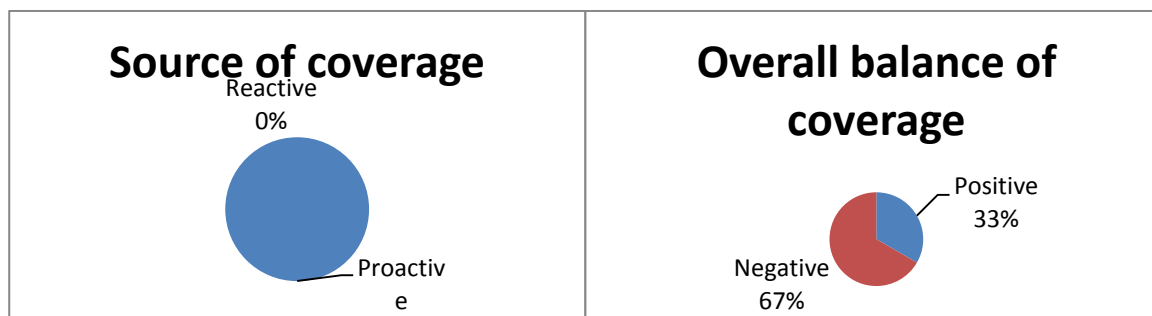 Source of coverage
Reactive
0%
Proactiv
e
Overall balance of
coverage
Positive
33%
Negative
67%